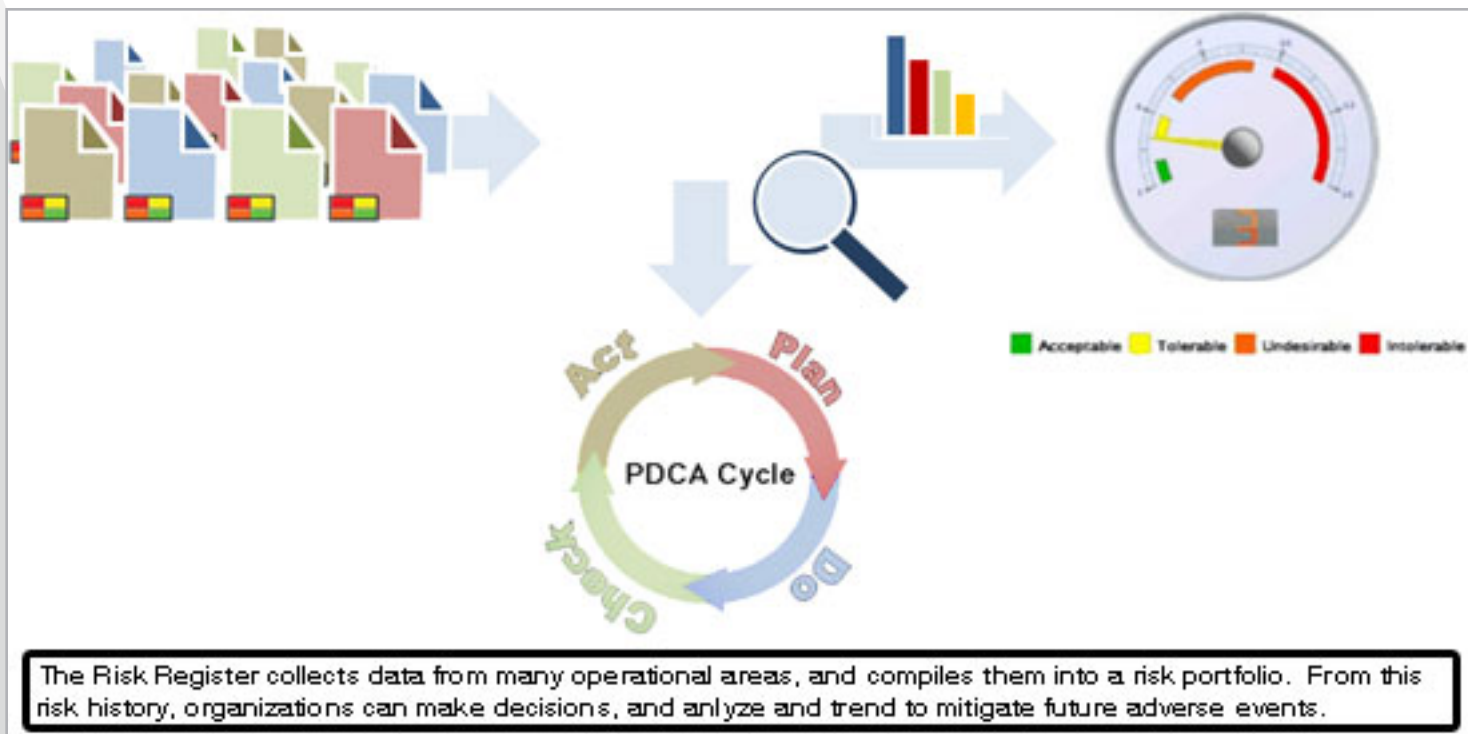 3
Acceptable Tolerable Undesirable Intolerable
Act
Plan
PDCA Cycle
Check
Do
The Risk Register collects data from many operational areas, and compiles them into a risk portfolio. From this
risk history, organizations can make decisions, and anlyze and trend to mitigate future adverse events.